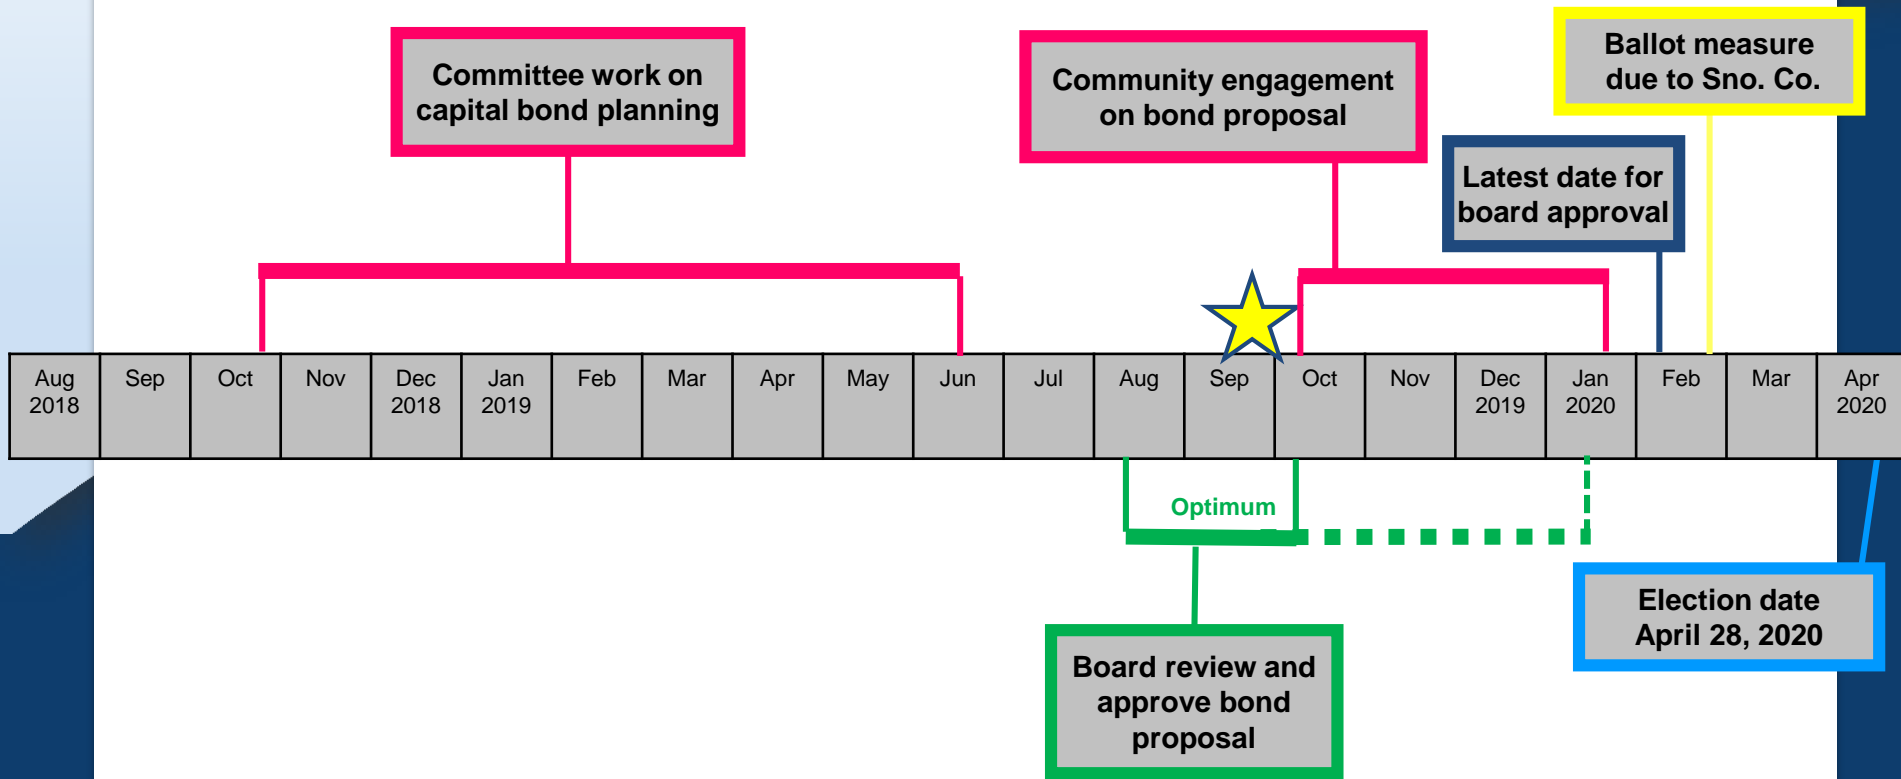 Committee work on
capital bond planning
Community engagement
on bond proposal
Ballot measure
due to Sno. Co.
Latest date for
board approval
Aug
2018
Sep
Oct
Nov
Dec
2018
Jan
2019
Feb
Mar
Apr
May
Jun
Jul
Aug
Sep
Oct
Nov
Dec
2019
Jan
2020
Feb
Mar
Apr
2020
Optimum
Board review and
approve bond
proposal
Election date
April 28, 2020